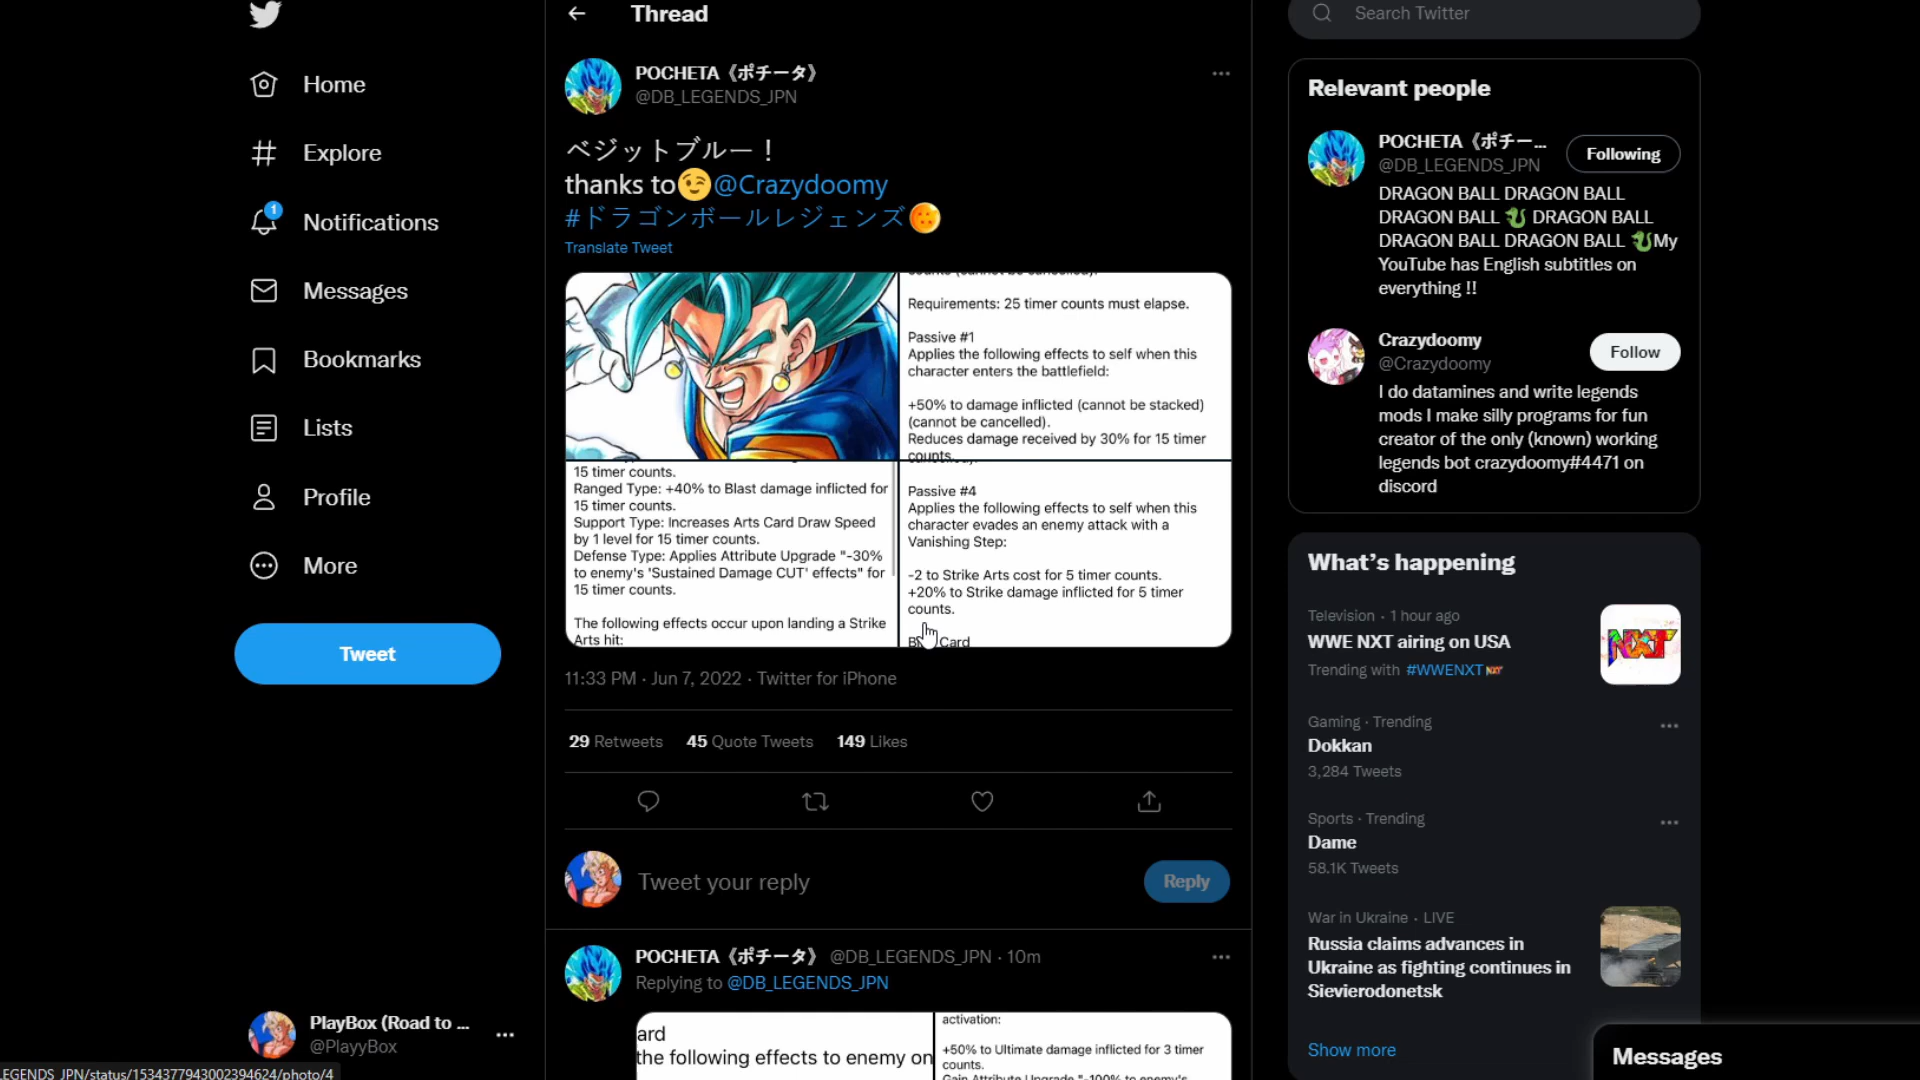 Home
Explore
1
Notifications
Messages
Bookmarks
Lists
Profile
More
Tweet
PlayBox (Road to ...
@PlayyBox
Thread
POCHETA《ポチータ》
@DB_LEGENDS_JPN
ベジットブルー！
thanks to😉@Crazydoomy
#ドラゴンボールレジェンズ
Translate Tweet
Requirements: 25 timer counts must elapse.
Passive #1
Applies the following effects to self when this
character enters the battlefield:
+50% to damage inflicted (cannot be stacked)
(cannot be cancelled).
Reduces damage received by 30% for 15 timer
counts.
15 timer counts.
Ranged Type: +40% to Blast damage inflicted for
15 timer counts.
Support Type: Increases Arts Card Draw Speed
by 1 level for 15 timer counts.
Defense Type: Applies Attribute Upgrade "-30%
to enemy's 'Sustained Damage CUT' effects" for
15 timer counts.
The following effects occur upon landing a Strike
Arts hit:
Passive #4
Applies the following effects to self when this
character evades an enemy attack with a
Vanishing Step:
-2 to Strike Arts cost for 5 timer counts.
+20% to Strike damage inflicted for 5 timer
counts.
Card
11:33 PM · Jun 7, 2022 · Twitter for iPhone
29 Retweets 45 Quote Tweets 149 Likes
Tweet your reply
Reply
POCHETA《ポチータ》 @DB_LEGENDS_JPN · 10m
Replying to @DB_LEGENDS_JPN
ard
the following effects to enemy on
activation:
+50% to Ultimate damage inflicted for 3 timer
counts.
Gain Attribute Upgrade "-100% to enemy's
Search Twitter
Relevant people
POCHETA《ポチー...
@DB_LEGENDS_JPN
Following
DRAGON BALL DRAGON BALL
DRAGON BALL 🐉 DRAGON BALL
DRAGON BALL DRAGON BALL 🐉My
YouTube has English subtitles on
everything !!
Crazydoomy
@Crazydoomy
Follow
I do datamines and write legends
mods I make silly programs for fun
creator of the only (known) working
legends bot crazydoomy#4471 on
discord
What's happening
Television · 1 hour ago
WWE NXT airing on USA
Trending with #WWENXT
NXT
Gaming · Trending
Dokkan
3,284 Tweets
Sports · Trending
Dame
58.1K Tweets
War in Ukraine · LIVE
Russia claims advances in
Ukraine as fighting continues in
Sievierodonetsk
Show more
Messages
LEGENDS_JPN/status/1534377943002394624/photo/4